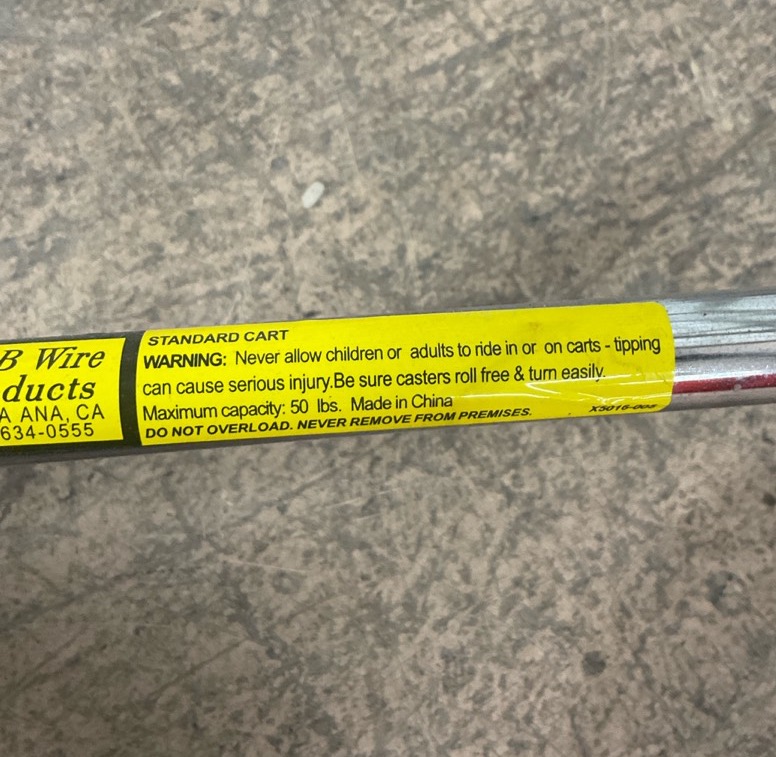 B Wire
ducts
A ANA, CA
634-0555
STANDARD CART
WARNING: Never allow children or adults to ride in or on carts - tipping
can cause serious injury.Be sure casters roll free & turn easily.
Maximum capacity: 50 lbs. Made in China
DO NOT OVERLOAD. NEVER REMOVE FROM PREMISES.